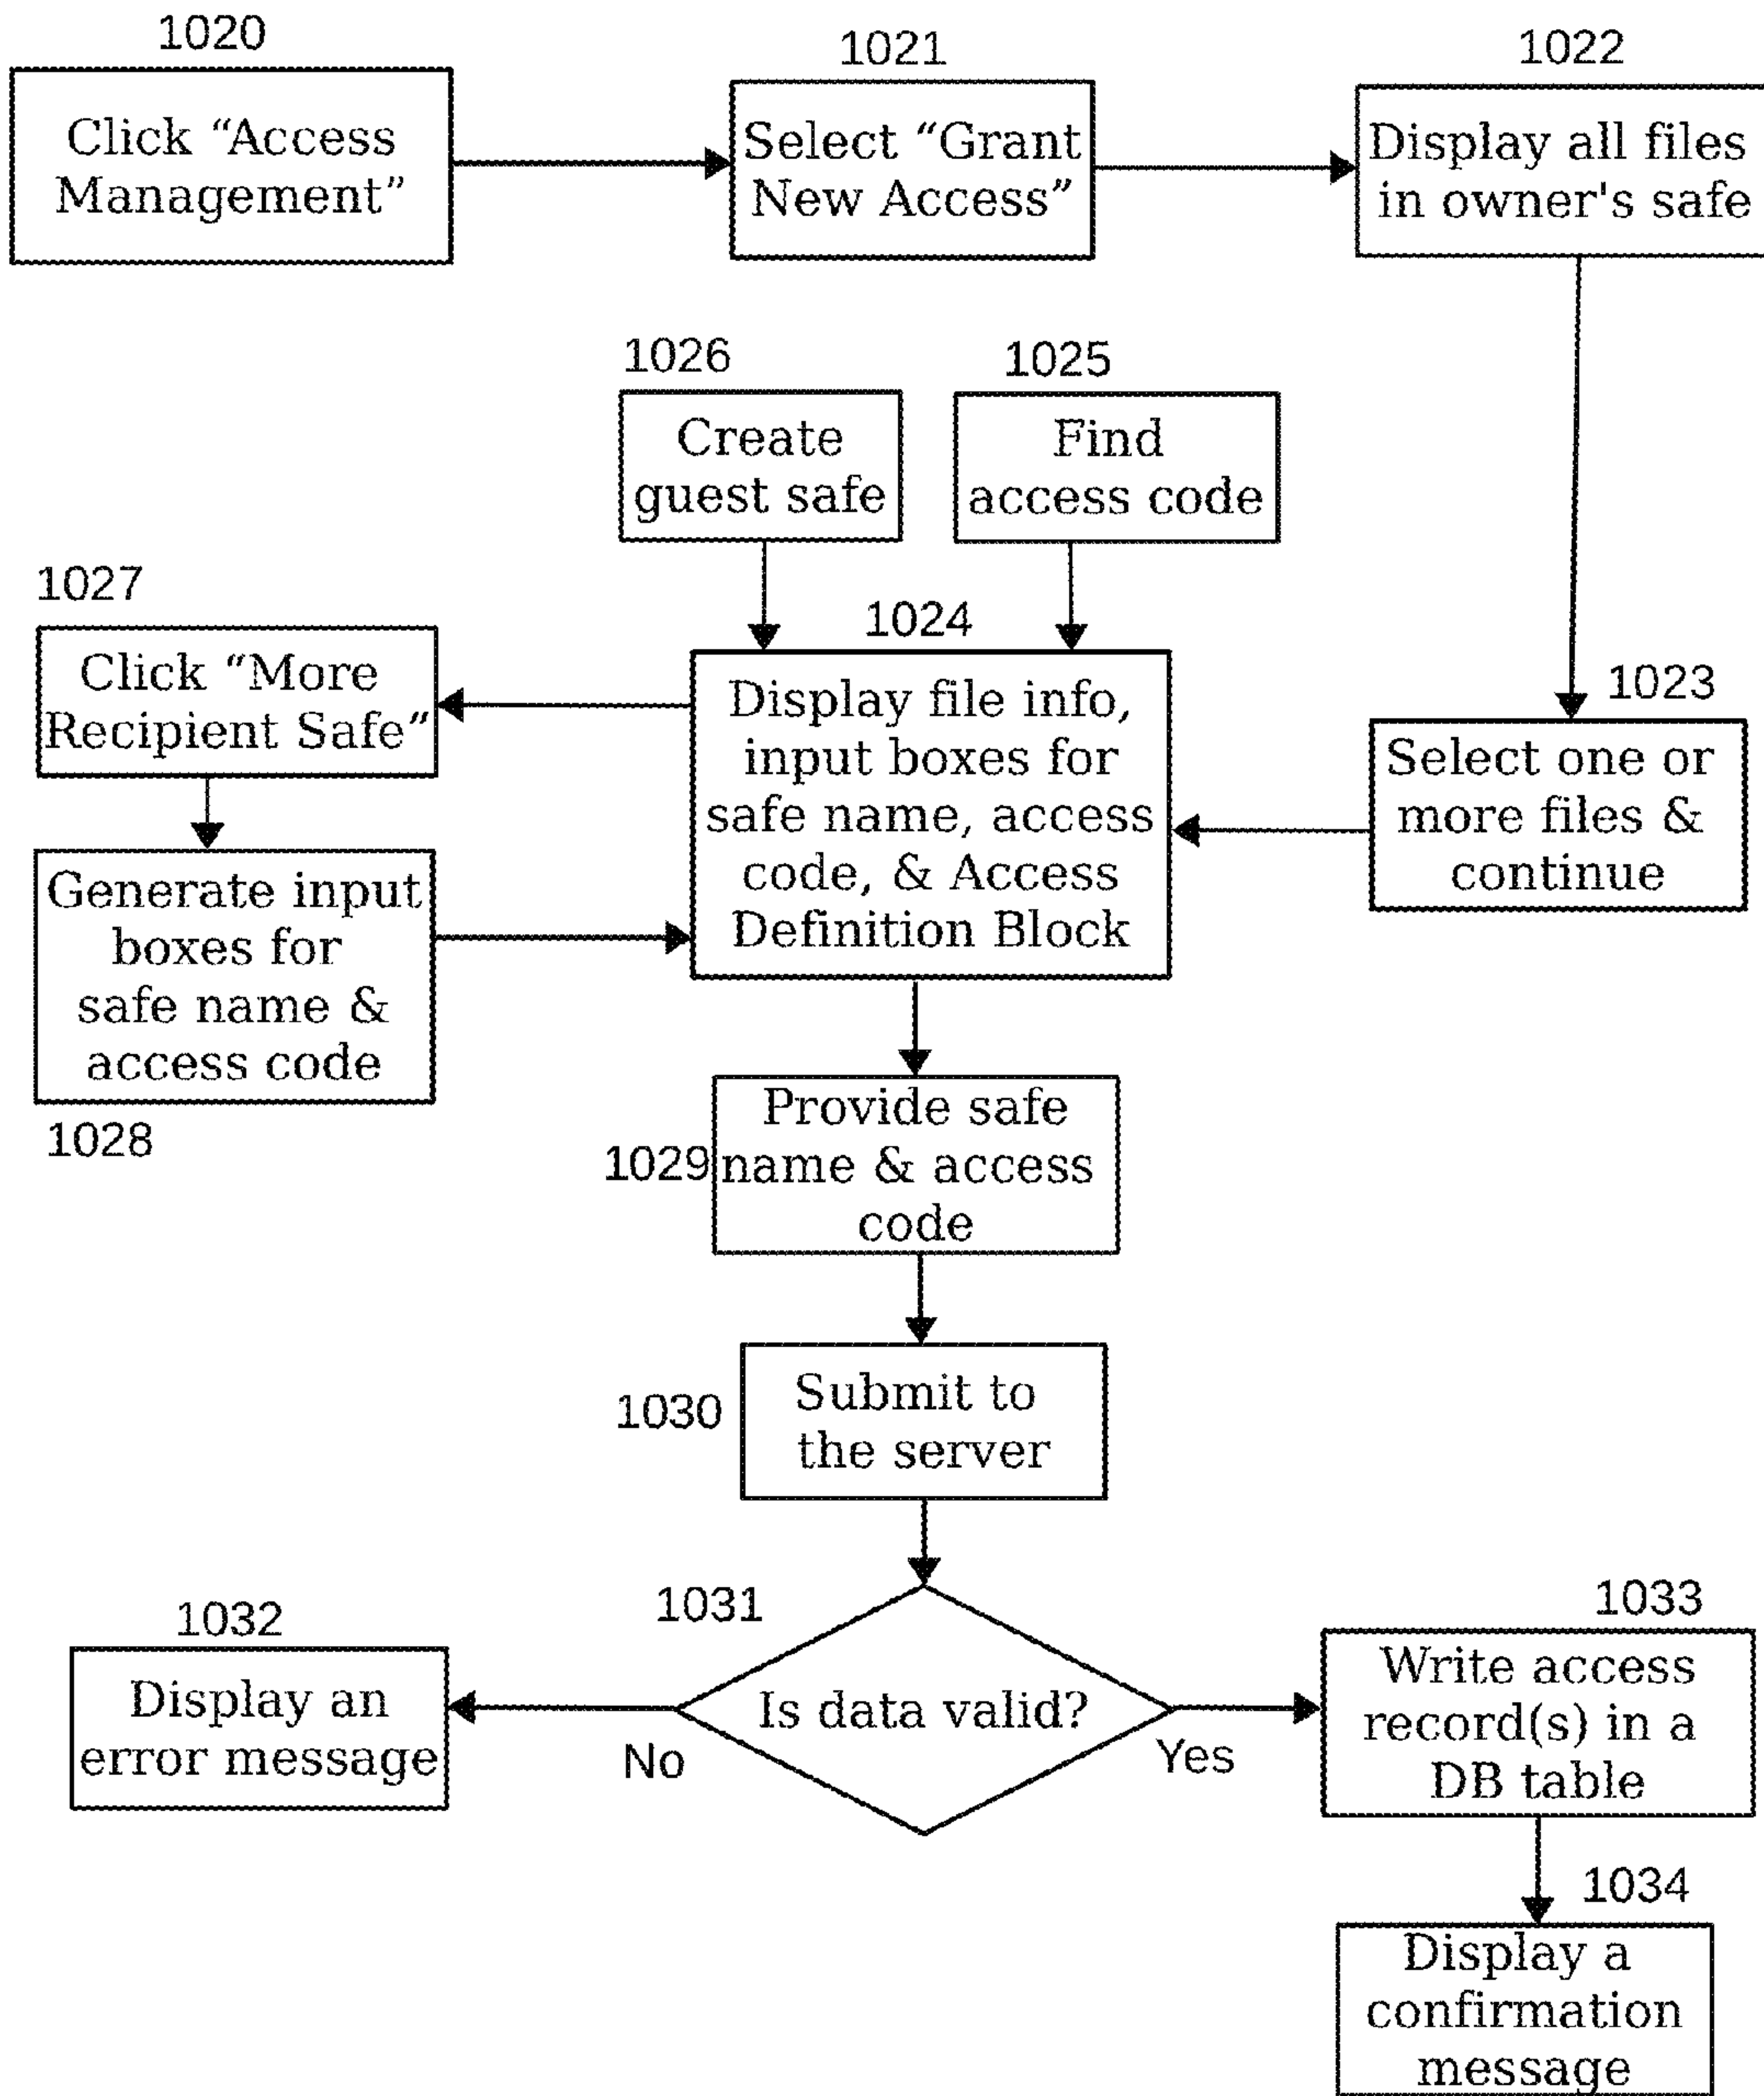 1020
Click “Access
Management”
1021
Select “Grant
New Access”
1022
Display all files
in owner's safe
1026
Create
guest safe
1025
Find
access code
1027
Click “More
Recipient Safe”
1024
Display file info,
input boxes for
safe name, access
code, & Access
Definition Block
1023
Select one or
more files &
continue
Generate input
boxes for
safe name &
access code
1028
1029
Provide safe
name & access
code
1030
Submit to
the server
1031
Is data valid?
No
Yes
1032
Display an
error message
1033
Write access
record(s) in a
DB table
1034
Display a
confirmation
message